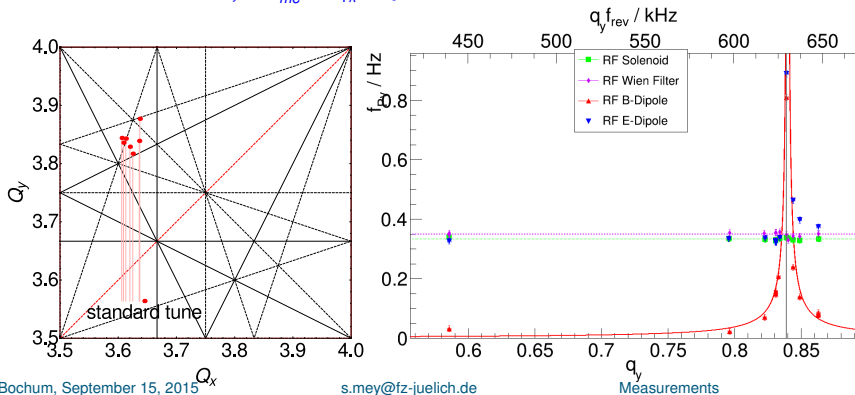 4.0
3.9
3.8
3.7
3.6
3.5
Q_y
standard tune
3.5 3.6 3.7 3.8 3.9 4.0
Q_x
q_y f_rev / kHz
450 500 550 600 650
RF Solenoid
RF Wien Filter
RF B-Dipole
RF E-Dipole
/ Hz
0.8
0.6
0.4
0.2
0
0.6 0.65 0.7 0.75 0.8 0.85
q_y
Bochum, September 15, 2015 s.mey@fz-juelich.de Measurements